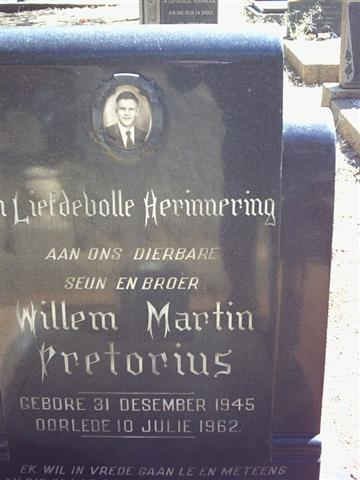 n Liefdevolle Herinnering
AAN ONS DIERBARE
SEUN EN BROER
Willem Martin
Pretorius
GEBORE 31 DESEMBER 1945
OORLEDE 10 JULIE 1962.
EK WIL IN VREDE GAAN LE EN METEENS